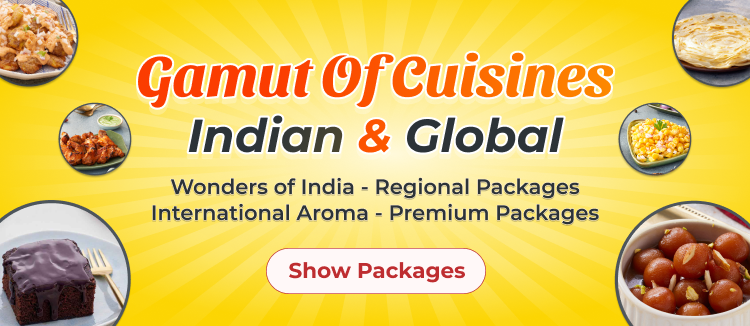 Gamut Of Cuisines
Indian & Global
Wonders of India - Regional Packages
International Aroma - Premium Packages
Show Packages